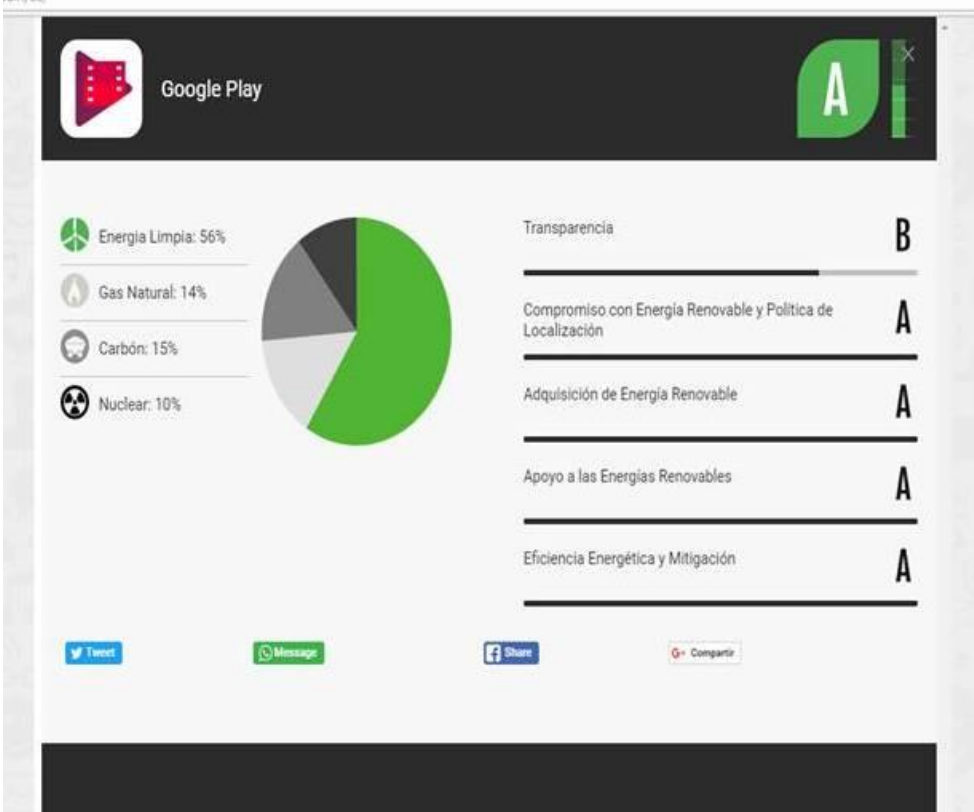 Google Play
A
Energia Limpia: 56%
Gas Natural: 14%
Carbón: 15%
Nuclear: 10%
Transparencia
B
Compromiso con Energía Renovable y Política de
Localización
A
Adquisición de Energía Renovable
A
Apoyo a las Energías Renovables
A
Eficiencia Energética y Mitigación
A
Tweet
Message
Share
G+ Compartir